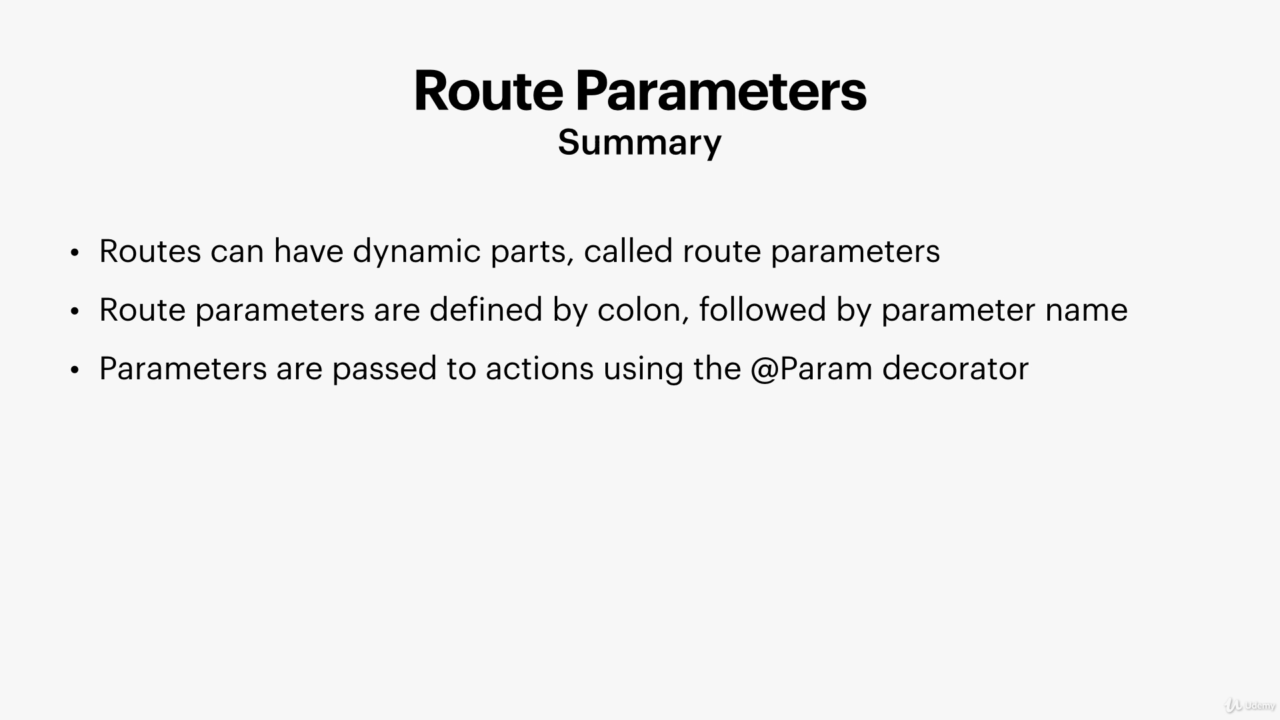 Route Parameters
Summary
• Routes can have dynamic parts, called route parameters
• Route parameters are defined by colon, followed by parameter name
• Parameters are passed to actions using the @Param decorator
Udemy